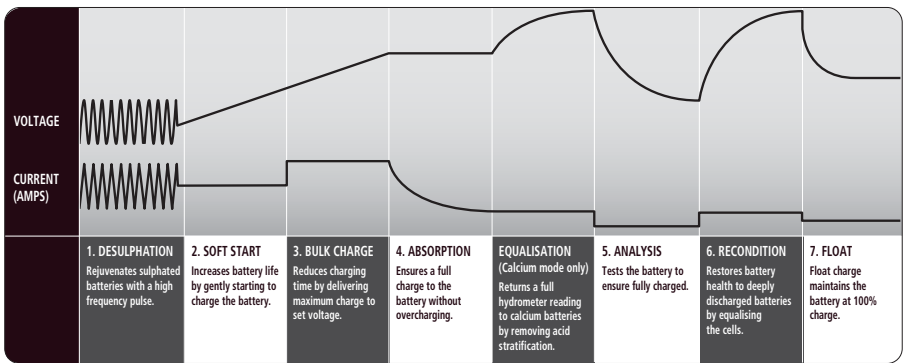 VOLTAGE
CURRENT
(AMPS)
1. DESULPHATION
Rejuvenates sulphated
batteries with a high
frequency pulse.
2. SOFT START
Increases battery life
by gently starting to
charge the battery.
3. BULK CHARGE
Reduces charging
time by delivering
maximum charge to
set voltage.
4. ABSORPTION
Ensures a full
charge to the
battery without
overcharging.
EQUALISATION
(Calcium mode only)
Returns a full
hydrometer reading
to calcium batteries
by removing acid
stratification.
5. ANALYSIS
Tests the battery to
ensure fully charged.
6. RECONDITION
Restores battery
health to deeply
discharged batteries
by equalising
the cells.
7. FLOAT
Float charge
maintains the
battery at 100%
charge.